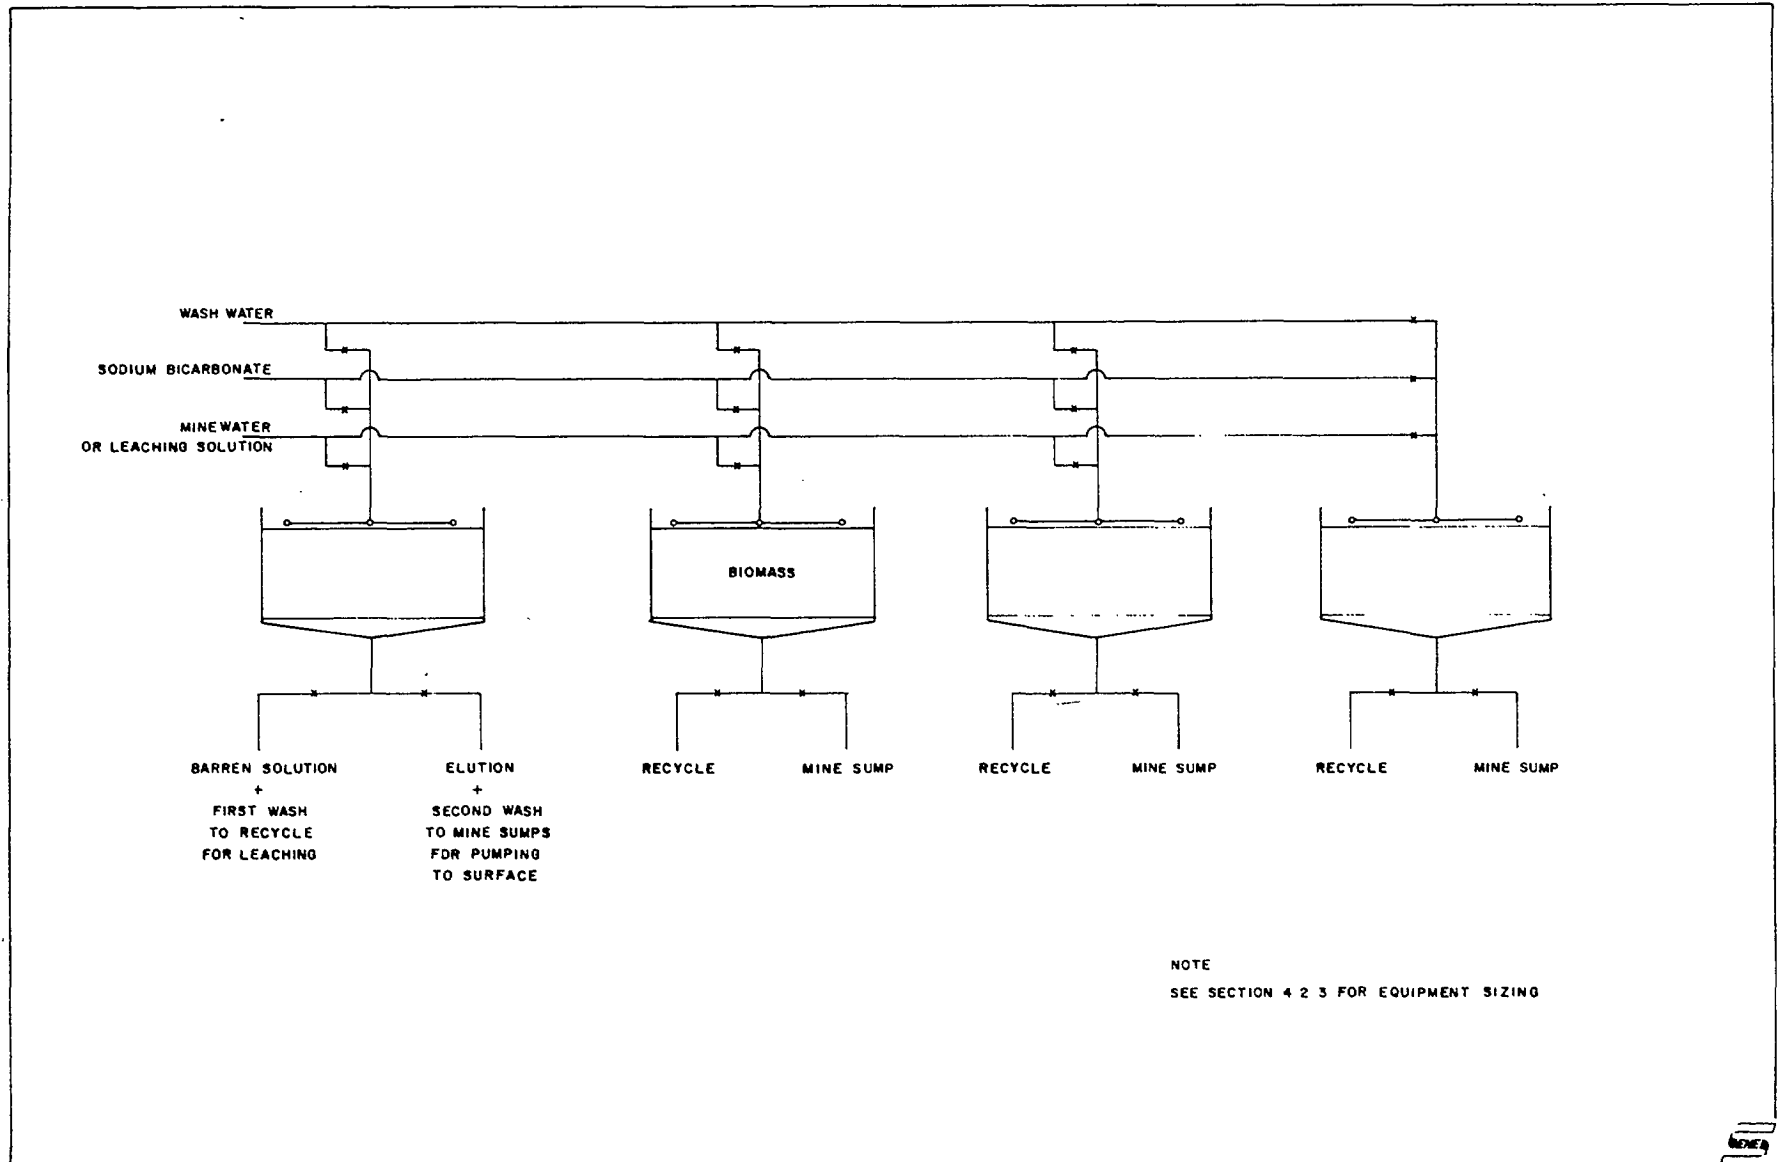 WASH WATER
SODIUM BICARBONATE
MINEWATER
OR LEACHING SOLUTION
BIOMASS
BARREN SOLUTION
+
FIRST WASH
TO RECYCLE
FOR LEACHING
ELUTION
+
SECOND WASH
TO MINE SUMPS
FOR PUMPING
TO SURFACE
RECYCLE
MINE SUMP
RECYCLE
MINE SUMP
RECYCLE
MINE SUMP
NOTE
SEE SECTION 4 2 3 FOR EQUIPMENT SIZING